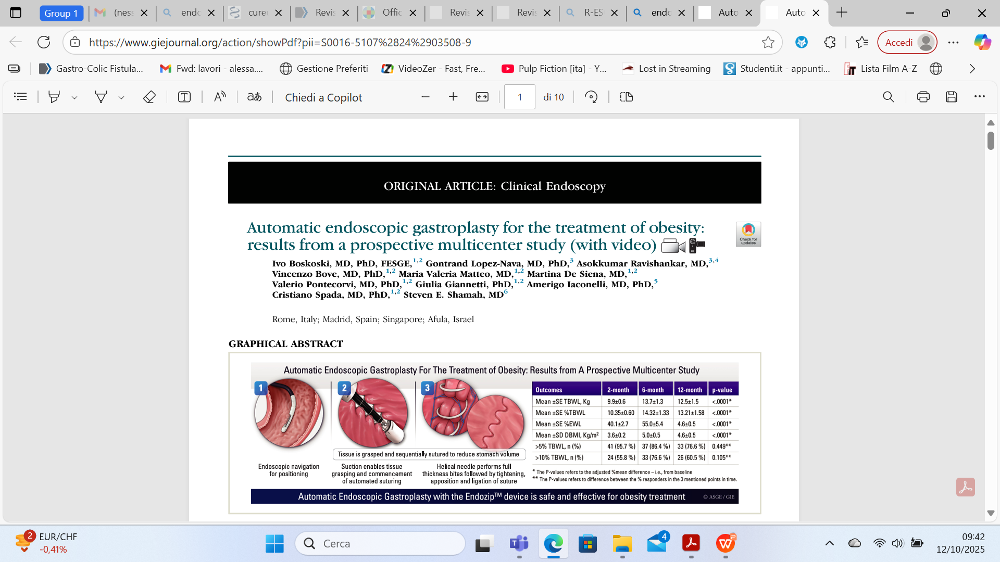 Group 1
(nes
endo
cure
Revis
Offic
Revis
Revis
R-ES
endo
Auto
Auto
https://www.giejournal.org/action/showPdf?pii=S0016-5107%2824%2903508-9
Accedi
Gastro-Colic Fistula...
Fwd: lavori - alessa....
Gestione Preferiti
VideoZer - Fast, Fre...
Pulp Fiction [ita] - Y...
Lost in Streaming
Studenti.it - appunti...
Lista Film A-Z
Chiedi a Copilot
1
di 10
ORIGINAL ARTICLE: Clinical Endoscopy
Automatic endoscopic gastroplasty for the treatment of obesity:
results from a prospective multicenter study (with video)
Check for
updates
Ivo Boskoski, MD, PhD, FESGE,1,2 Gontrand Lopez-Nava, MD, PhD,3 Asokkumar Ravishankar, MD,3,4
Vincenzo Bove, MD, PhD,1,2 Maria Valeria Matteo, MD,1,2 Martina De Siena, MD,1,2
Valerio Pontecorvi, MD, PhD,1,2 Giulia Giannetti, PhD,1,2 Amerigo Iaconelli, MD, PhD,5
Cristiano Spada, MD, PhD,1,2 Steven E. Shamah, MD6
Rome, Italy; Madrid, Spain; Singapore; Afula, Israel
GRAPHICAL ABSTRACT
Automatic Endoscopic Gastroplasty For The Treatment of Obesity: Results from A Prospective Multicenter Study
1
2
3
Tissue is grasped and sequentially sutured to reduce stomach volume
Endoscopic navigation
for positioning
Suction enables tissue
grasping and commencement
of automated suturing
Helical needle performs full
thickness bites followed by tightening,
apposition and ligation of suture
Outcomes 2-month 6-month 12-month p-value
Mean ±SE TBWL, Kg 9.9±0.6 13.7±1.3 12.5±1.5 <.0001*
Mean ±SE %TBWL 10.35±0.60 14.32±1.33 13.21±1.58 <.0001*
Mean ±SE %EWL 40.1±2.7 55.0±5.4 4.6±0.5 <.0001*
Mean ±SD DBMI, Kg/m2 3.6±0.2 5.0±0.5 4.6±0.5 <.0001*
>5% TBWL, n (%) 41 (95.7 %) 37 (86.4 %) 33 (76.6 %) 0.449**
>10% TBWL, n (%) 24 (55.8 %) 33 (76.6 %) 26 (60.5 %) 0.105**
* The P-values refers to the adjusted %mean difference – i.e., from baseline
** The P-values refers to difference between the % responders in the 3 mentioned points in time.
Automatic Endoscopic Gastroplasty with the Endozip™ device is safe and effective for obesity treatment
© ASGE / GIE
2
EUR/CHF
-0,41%
Cerca
4
09:42
12/10/2025